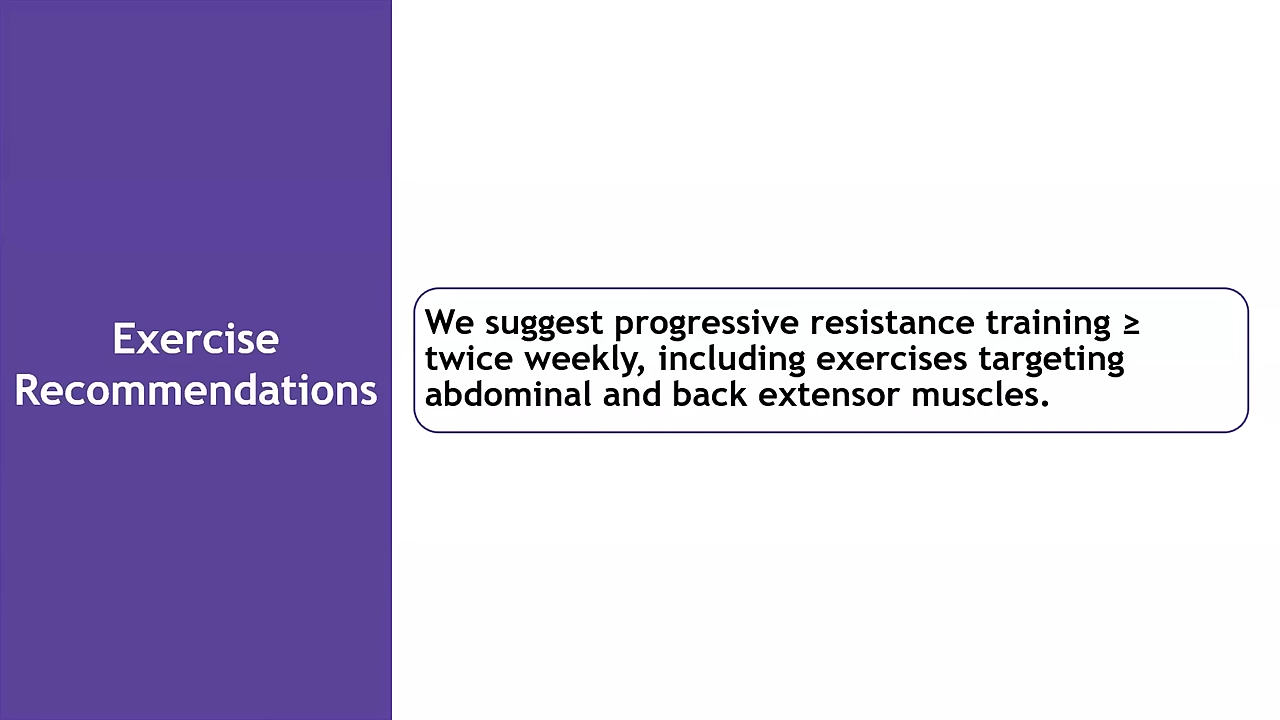 Exercise
Recommendations
We suggest progressive resistance training ≥
twice weekly, including exercises targeting
abdominal and back extensor muscles.